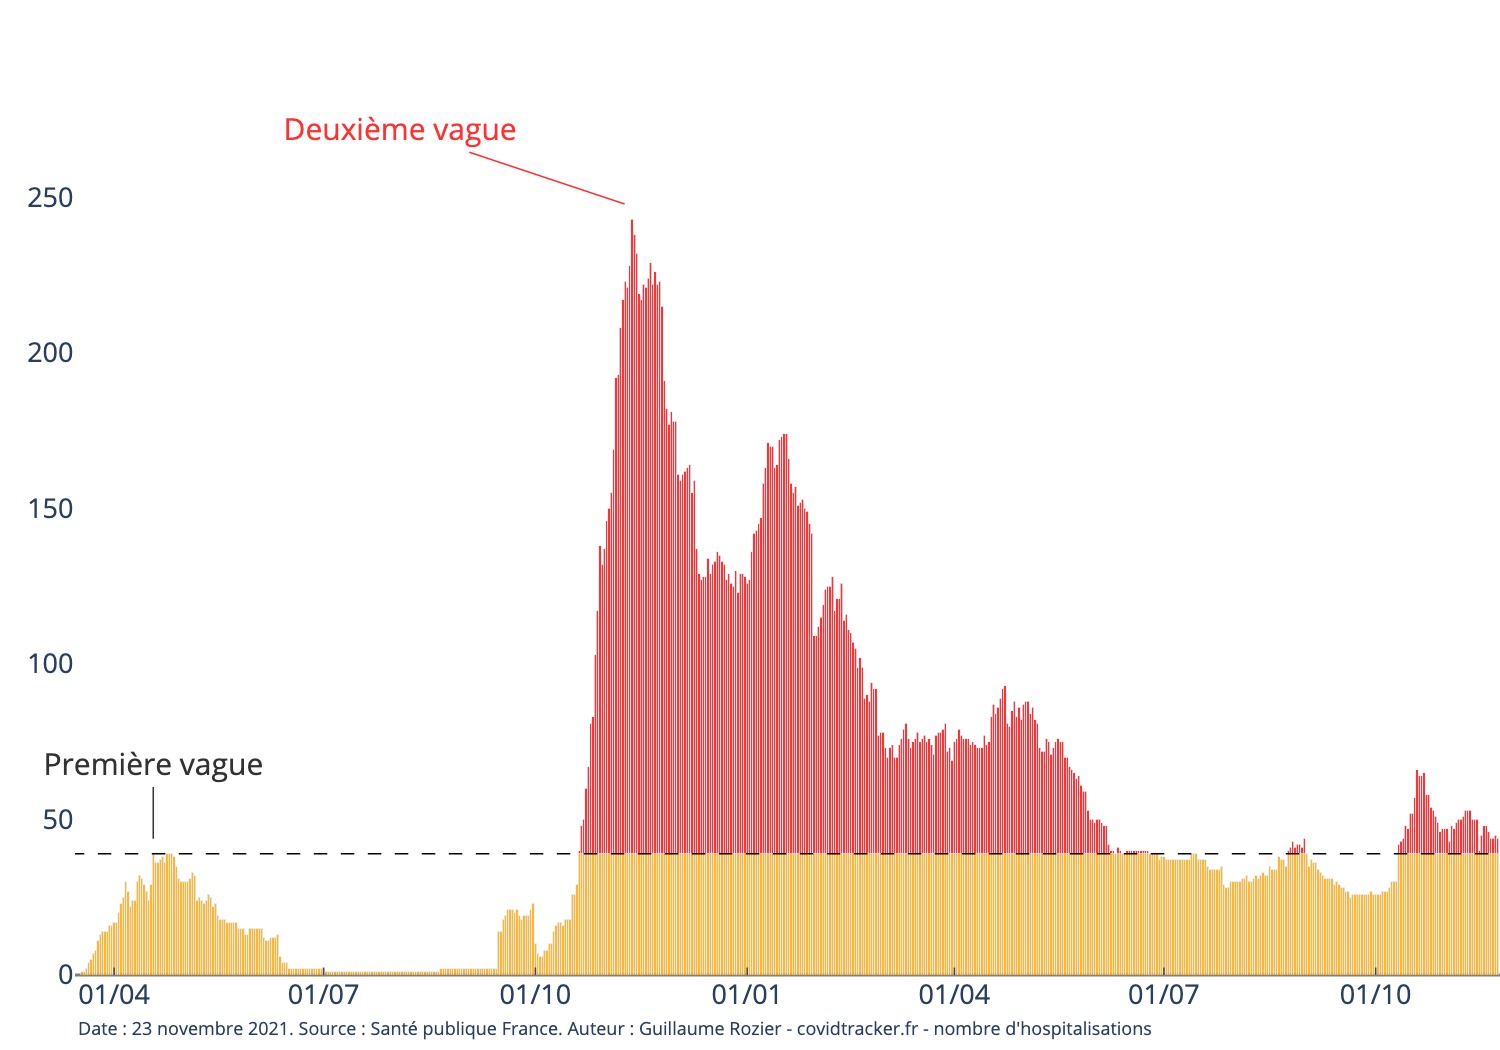 Deuxième vague
250
200
150
100
Première vague
50
0
01/04 01/07 01/10 01/01 01/04 01/07 01/10
Date : 23 novembre 2021. Source : Santé publique France. Auteur : Guillaume Rozier - covidtracker.fr - nombre d'hospitalisations